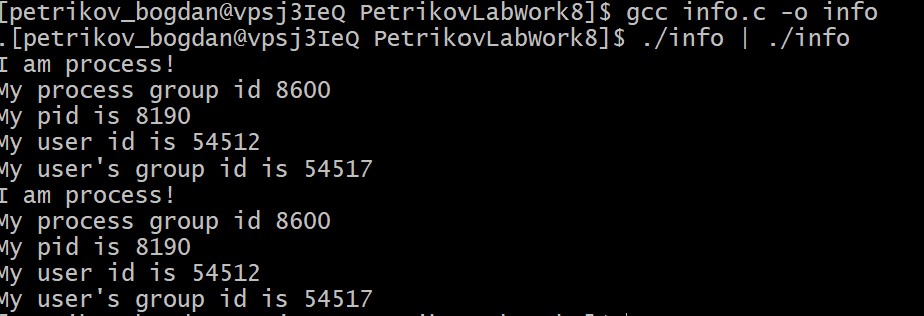 [petrikov_bogdan@vpsj3IeQ PetrikovLabWork8]$ gcc info.c -o info
.[petrikov_bogdan@vpsj3IeQ PetrikovLabWork8]$ ./info | ./info
I am process!
My process group id 8600
My pid is 8190
My user id is 54512
My user's group id is 54517
I am process!
My process group id 8600
My pid is 8190
My user id is 54512
My user's group id is 54517